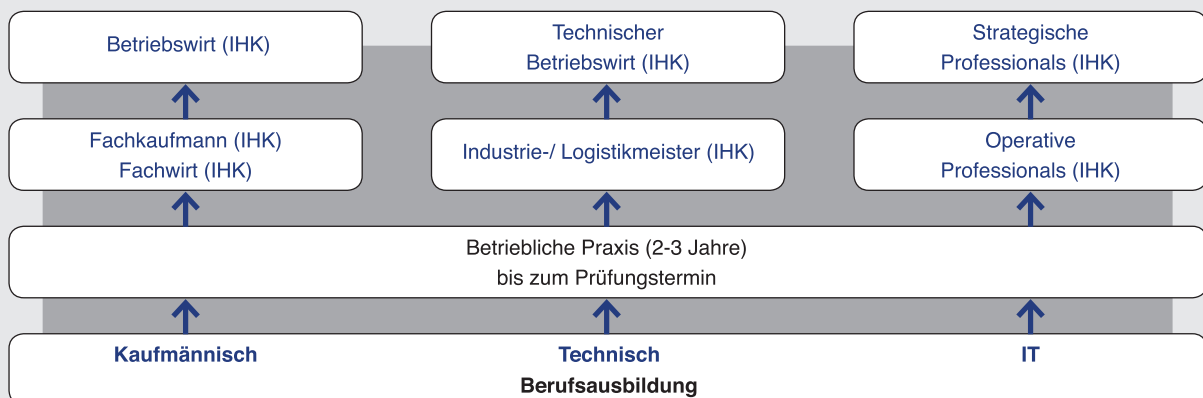 Betriebswirt (IHK)
Technischer
Betriebswirt (IHK)
Strategische
Professionals (IHK)
Fachkaufmann (IHK)
Fachwirt (IHK)
Industrie-/ Logistikmeister (IHK)
Operative
Professionals (IHK)
Betriebliche Praxis (2-3 Jahre)
bis zum Prüfungstermin
Kaufmännisch
Technisch
IT
Berufsausbildung